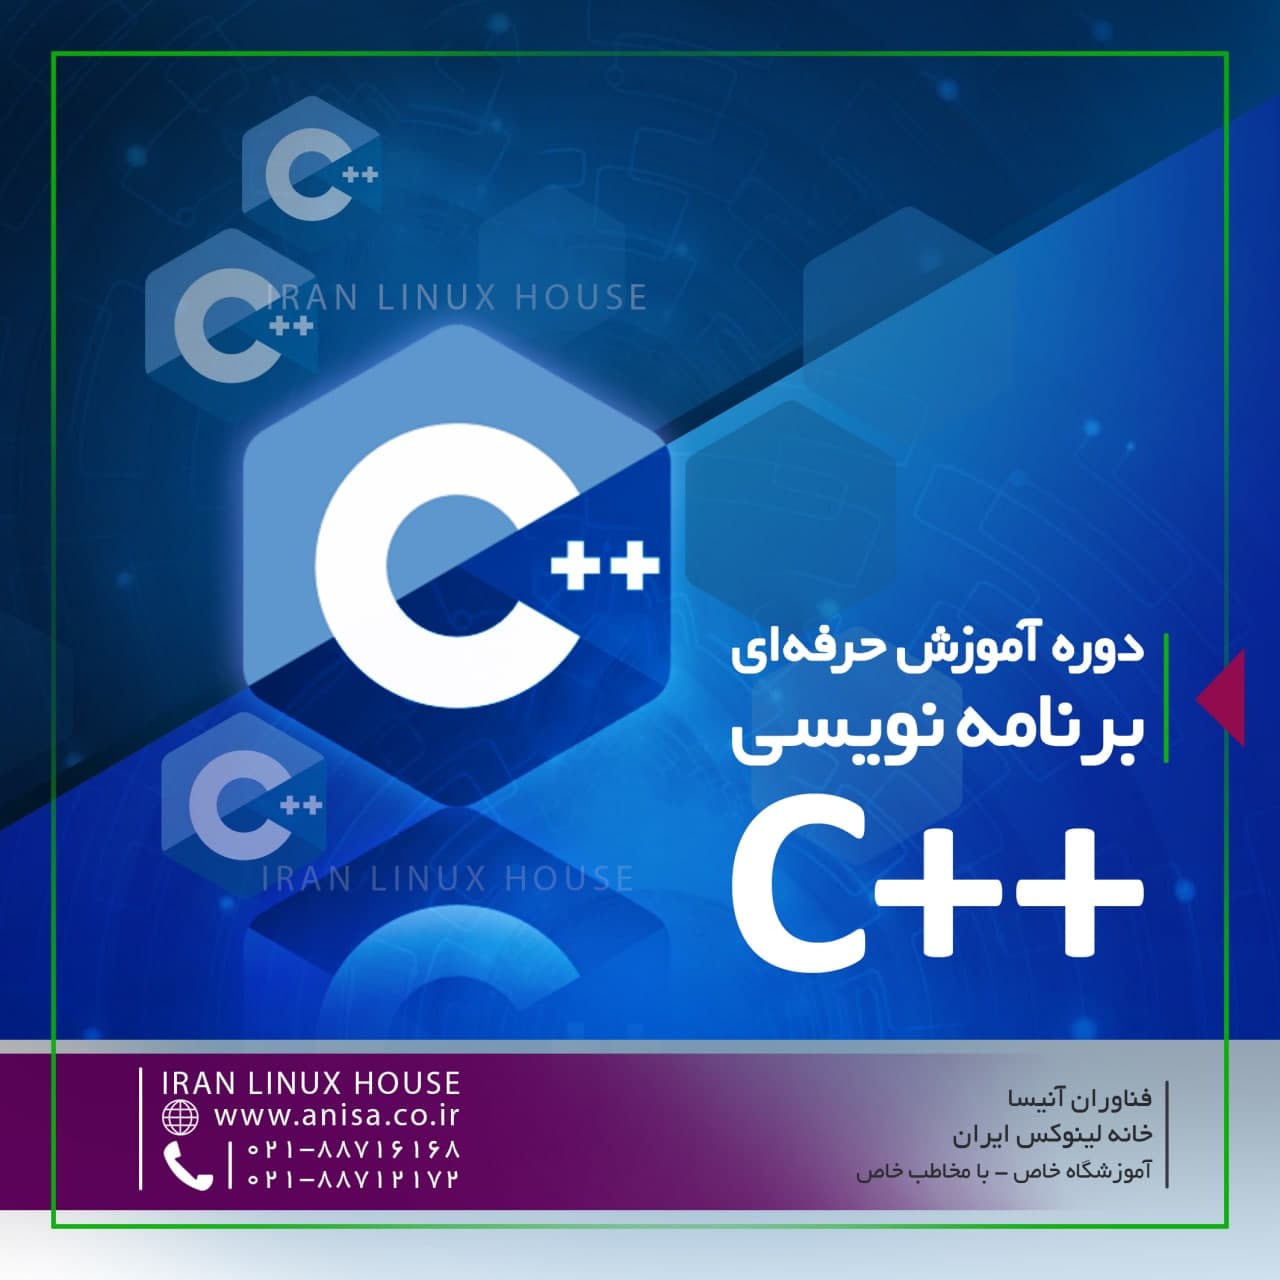 C++
C++
IRAN LINUX HOUSE
C++
دوره آموزش حرفه‌ای
برنامه نویسی
C++
C++
IRAN LINUX HOUSE
IRAN LINUX HOUSE
www.anisa.co.ir
۰۲۱-۸۸۷۱۶۱۶۸
۰۲۱-۸۸۷۱۲۱۷۲
فناوران آنیسا
خانه لینوکس ایران
آموزشگاه خاص - با مخاطب خاص